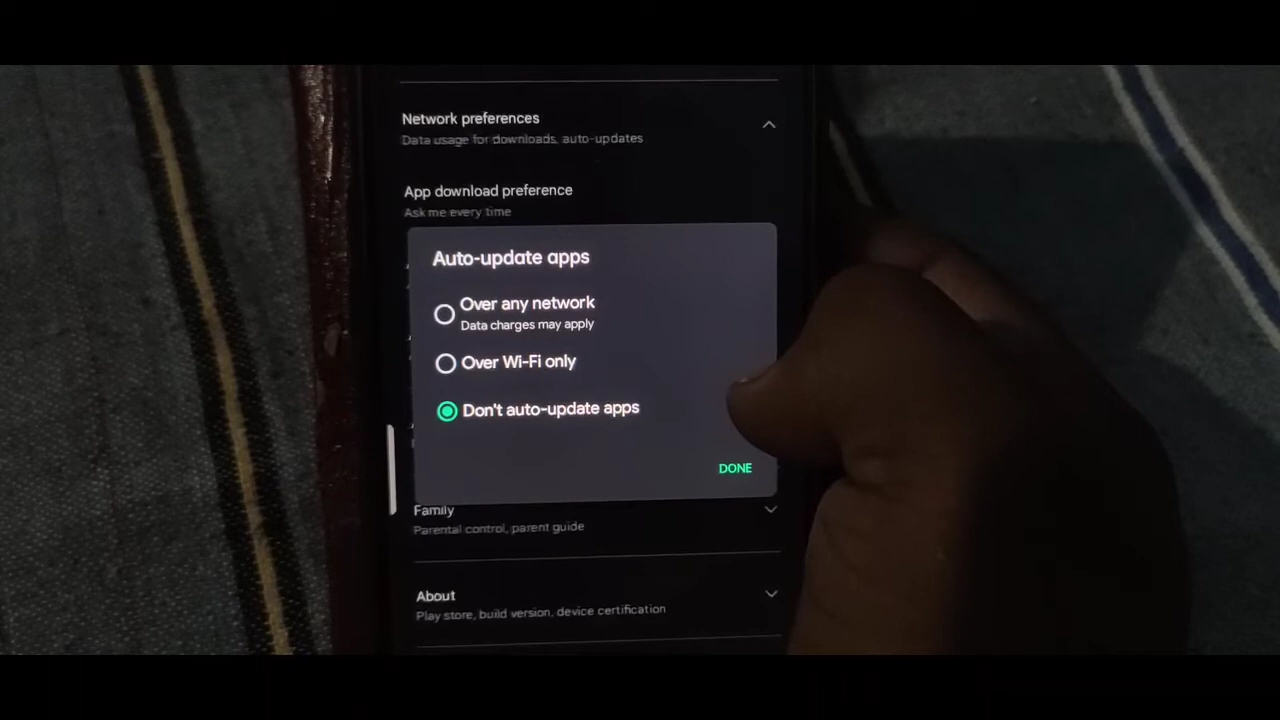 Network preferences
Data usage for downloads, auto-updates
App download preference
Ask me every time
Auto-update apps
Over any network
Data charges may apply
Over Wi-Fi only
Don't auto-update apps
DONE
Family
Parental control, parent guide
About
Play store, build version, device certification